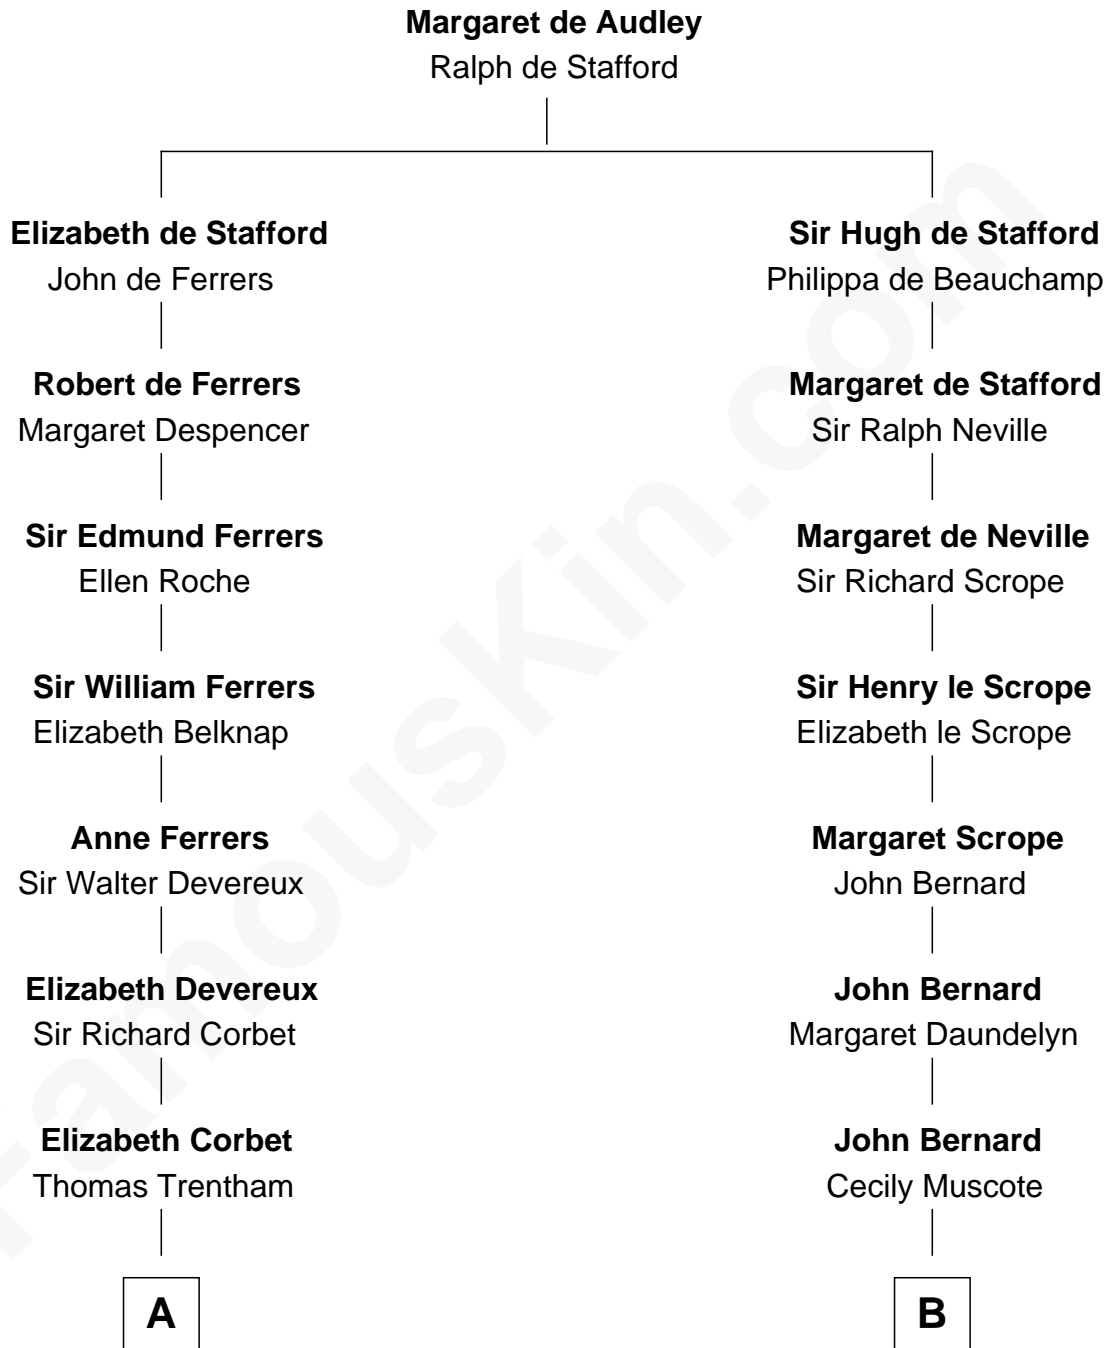 Margaret de Audley
Ralph de Stafford
Elizabeth de Stafford
John de Ferrers
Sir Hugh de Stafford
Philippa de Beauchamp
Robert de Ferrers
Margaret Despencer
Margaret de Stafford
Sir Ralph Neville
Sir Edmund Ferrers
Ellen Roche
Margaret de Neville
Sir Richard Scrope
Sir William Ferrers
Elizabeth Belknap
Sir Henry le Scrope
Elizabeth le Scrope
Anne Ferrers
Sir Walter Devereux
Margaret Scrope
John Bernard
Elizabeth Devereux
Sir Richard Corbet
John Bernard
Margaret Daundelyn
Elizabeth Corbet
Thomas Trentham
John Bernard
Cecily Muscote
A
B
FamousKin.com